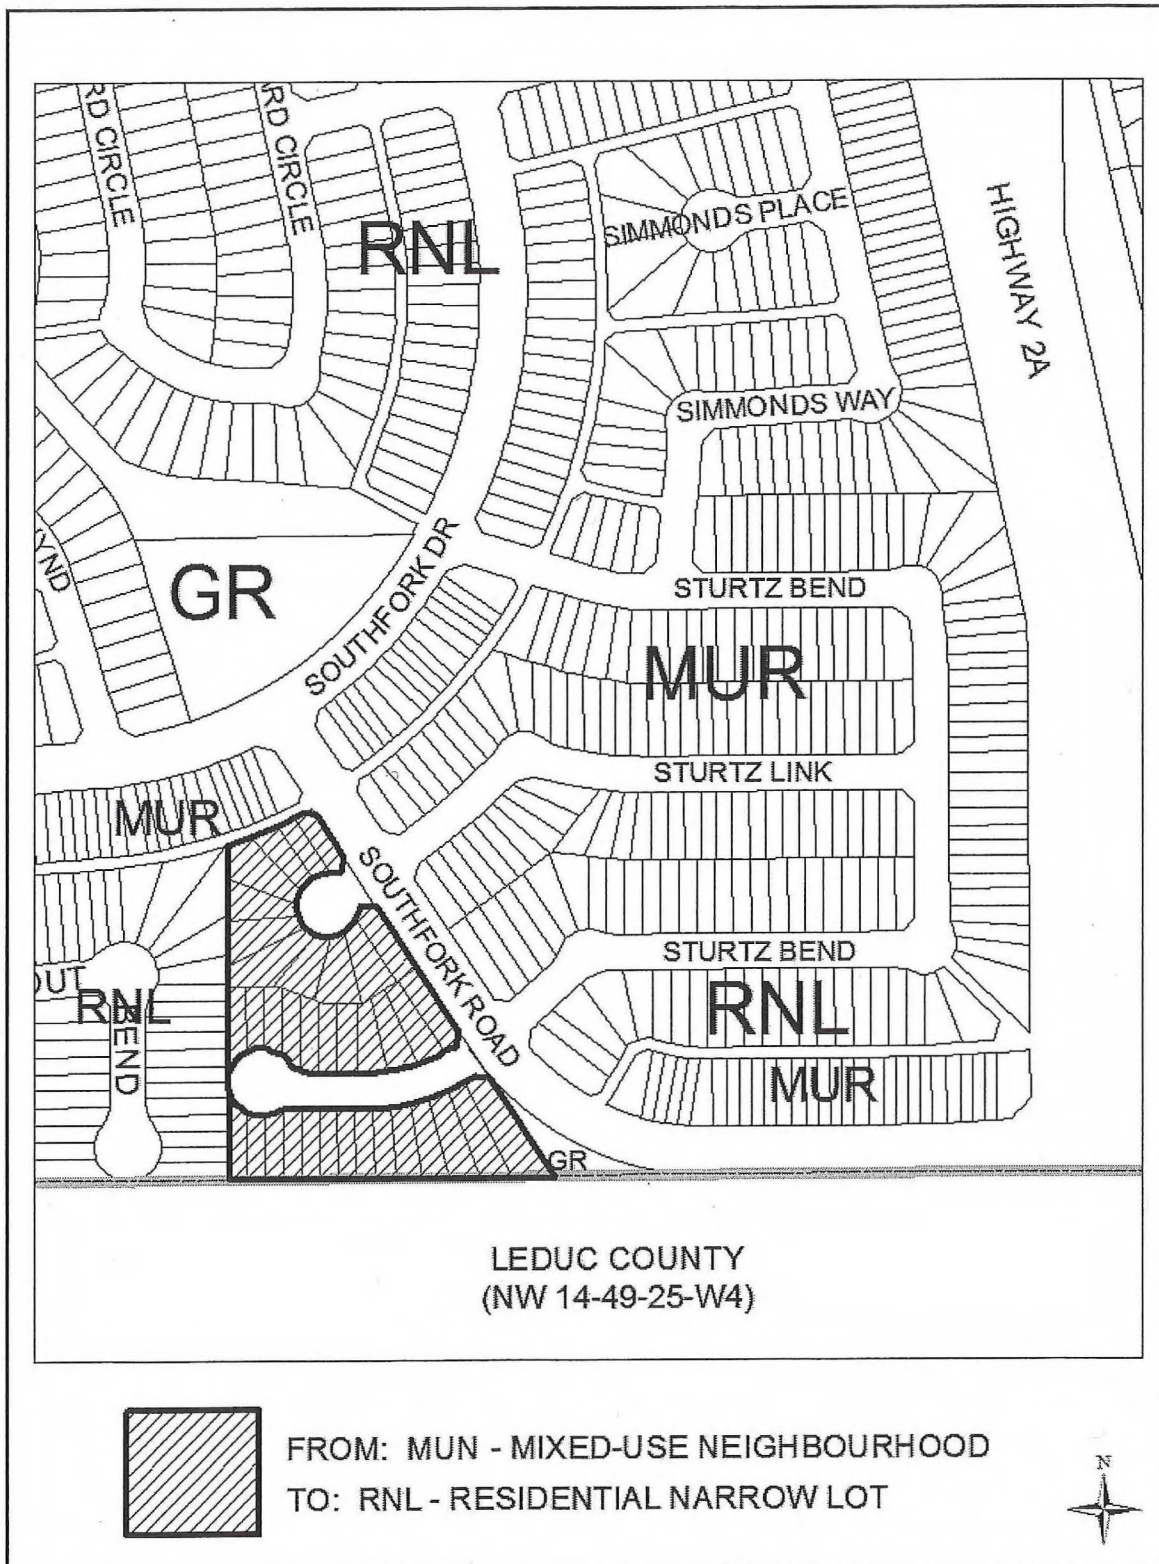 RD CIRCLE
RD CIRCLE
RNL
SIMMONDS PLACE
HIGHWAY 2A
SIMMONDS WAY
YND
GR
SOUTHFORK DR
STURTZ BEND
MUR
STURTZ LINK
MUR
SOUTHFORK ROAD
STURTZ BEND
OUT
RNL
BEND
RNL
MUR
GR
LEDUC COUNTY
(NW 14-49-25-W4)
FROM: MUN - MIXED-USE NEIGHBOURHOOD
TO: RNL - RESIDENTIAL NARROW LOT
N